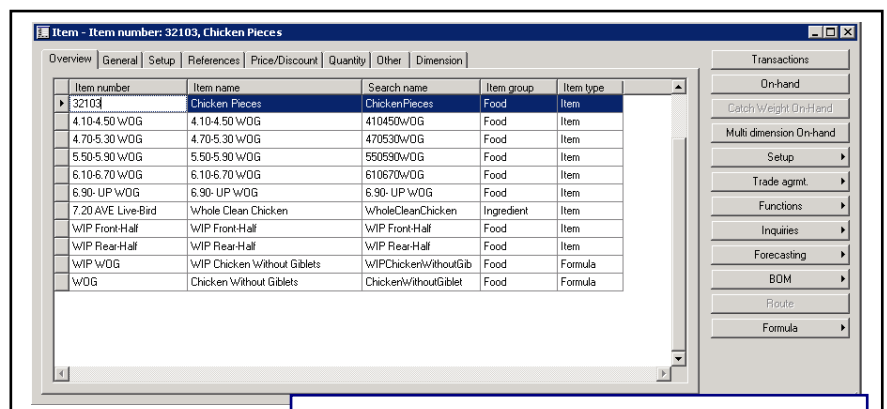 Item - Item number: 32103, Chicken Pieces
Overview General Setup References Price/Discount Quantity Other Dimension
Item number Item name Search name Item group Item type
32103 Chicken Pieces ChickenPieces Food Item
4.10-4.50 WOG 4.10-4.50 WOG 410450WOG Food Item
4.70-5.30 WOG 4.70-5.30 WOG 470530WOG Food Item
5.50-5.90 WOG 5.50-5.90 WOG 550590WOG Food Item
6.10-6.70 WOG 6.10-6.70 WOG 610670WOG Food Item
6.90- UP WOG 6.90- UP WOG 6.90- UP WOG Food Item
7.20 AVE Live-Bird Whole Clean Chicken WholeCleanChicken Ingredient Item
WIP Front-Half WIP Front-Half WIP Front-Half Food Item
WIP Rear-Half WIP Rear-Half WIP Rear-Half Food Item
WIP WOG WIP Chicken Without Giblets WIPChickenWithoutGib Food Formula
WOG Chicken Without Giblets ChickenWithoutGiblet Food Formula
Transactions
On-hand
Catch Weight On-Hand
Multi dimension On-hand
Setup
Trade agrmt.
Functions
Inquiries
Forecasting
BOM
Route
Formula